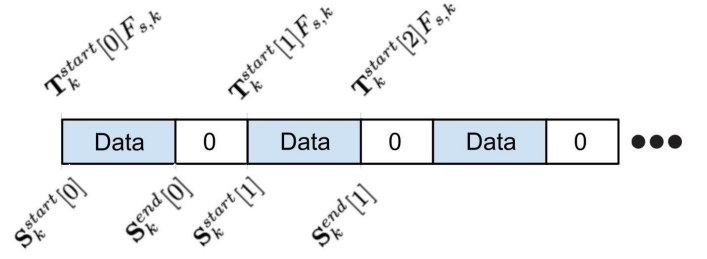 T_k^{start}[0]F_{s,k} T_k^{start}[1]F_{s,k} T_k^{start}[2]F_{s,k}
Data 0 Data 0 Data 0 ●●●
S_k^{start}[0] S_k^{end}[0] S_k^{start}[1] S_k^{end}[1]